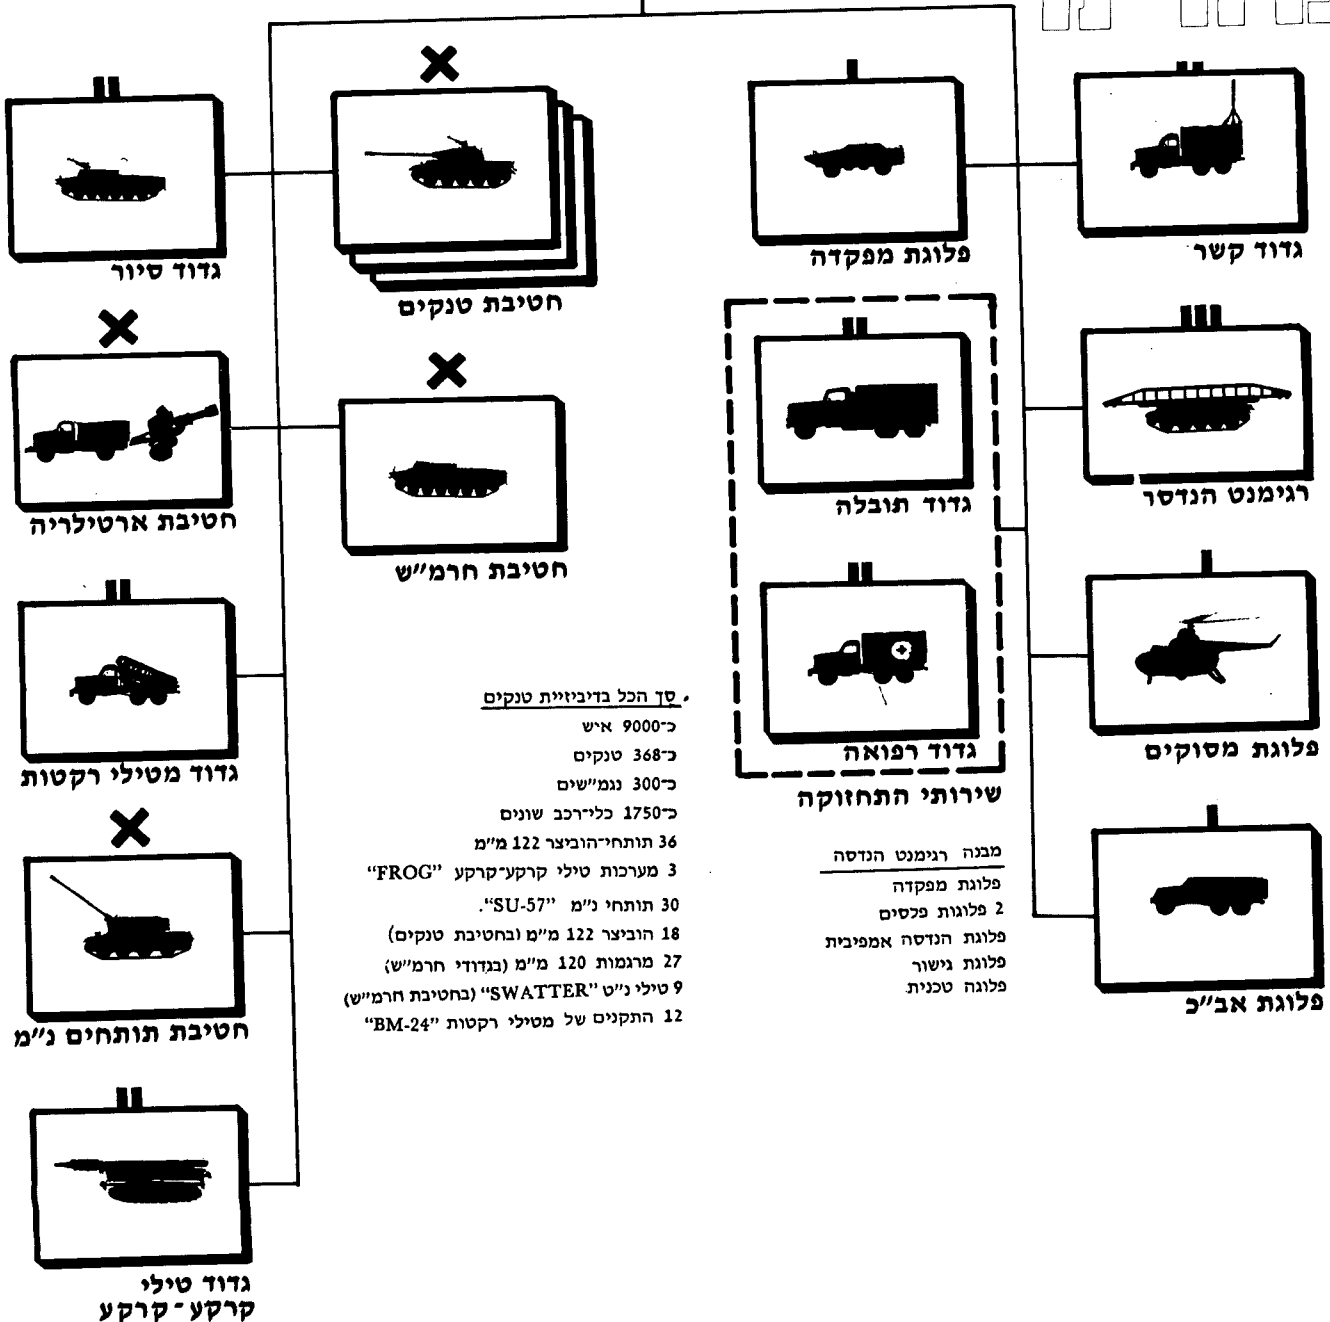 גדוד סיור
חטיבת טנקים
פלוגת מפקדה
גדוד קשר
חטיבת ארטילריה
חטיבת חרמ״ש
גדוד תובלה
רגימנט הנדסר
גדוד מטילי רקטות
גדוד רפואה
שירותי התחזוקה
פלוגת מסוקים
חטיבת תותחים נ״מ
פלוגת אב״כ
גדוד טילי
קרקע-קרקע
סך הכל בדיביזיית טנקים
כ-9000 איש
כ-368 טנקים
כ-300 נגמ״שים
כ-1750 כלי-רכב שונים
36 תותחי-הוביצר 122 מ״מ
3 מערכות טילי קרקע-קרקע "FROG"
30 תותחי נ״מ "SU-57".
18 הוביצר 122 מ״מ (בחטיבת טנקים)
27 מרגמות 120 מ״מ (בגדודי חרמ״ש)
9 טילי נ״ט "SWATTER" (בחטיבת חרמ״ש)
12 התקנים של מטילי רקטות "BM-24"
מבנה רגימנט הנדסה
פלוגת מפקדה
2 פלוגות פלסים
פלוגת הנדסה אמפיבית
פלוגת גישור
פלוגה טכנית